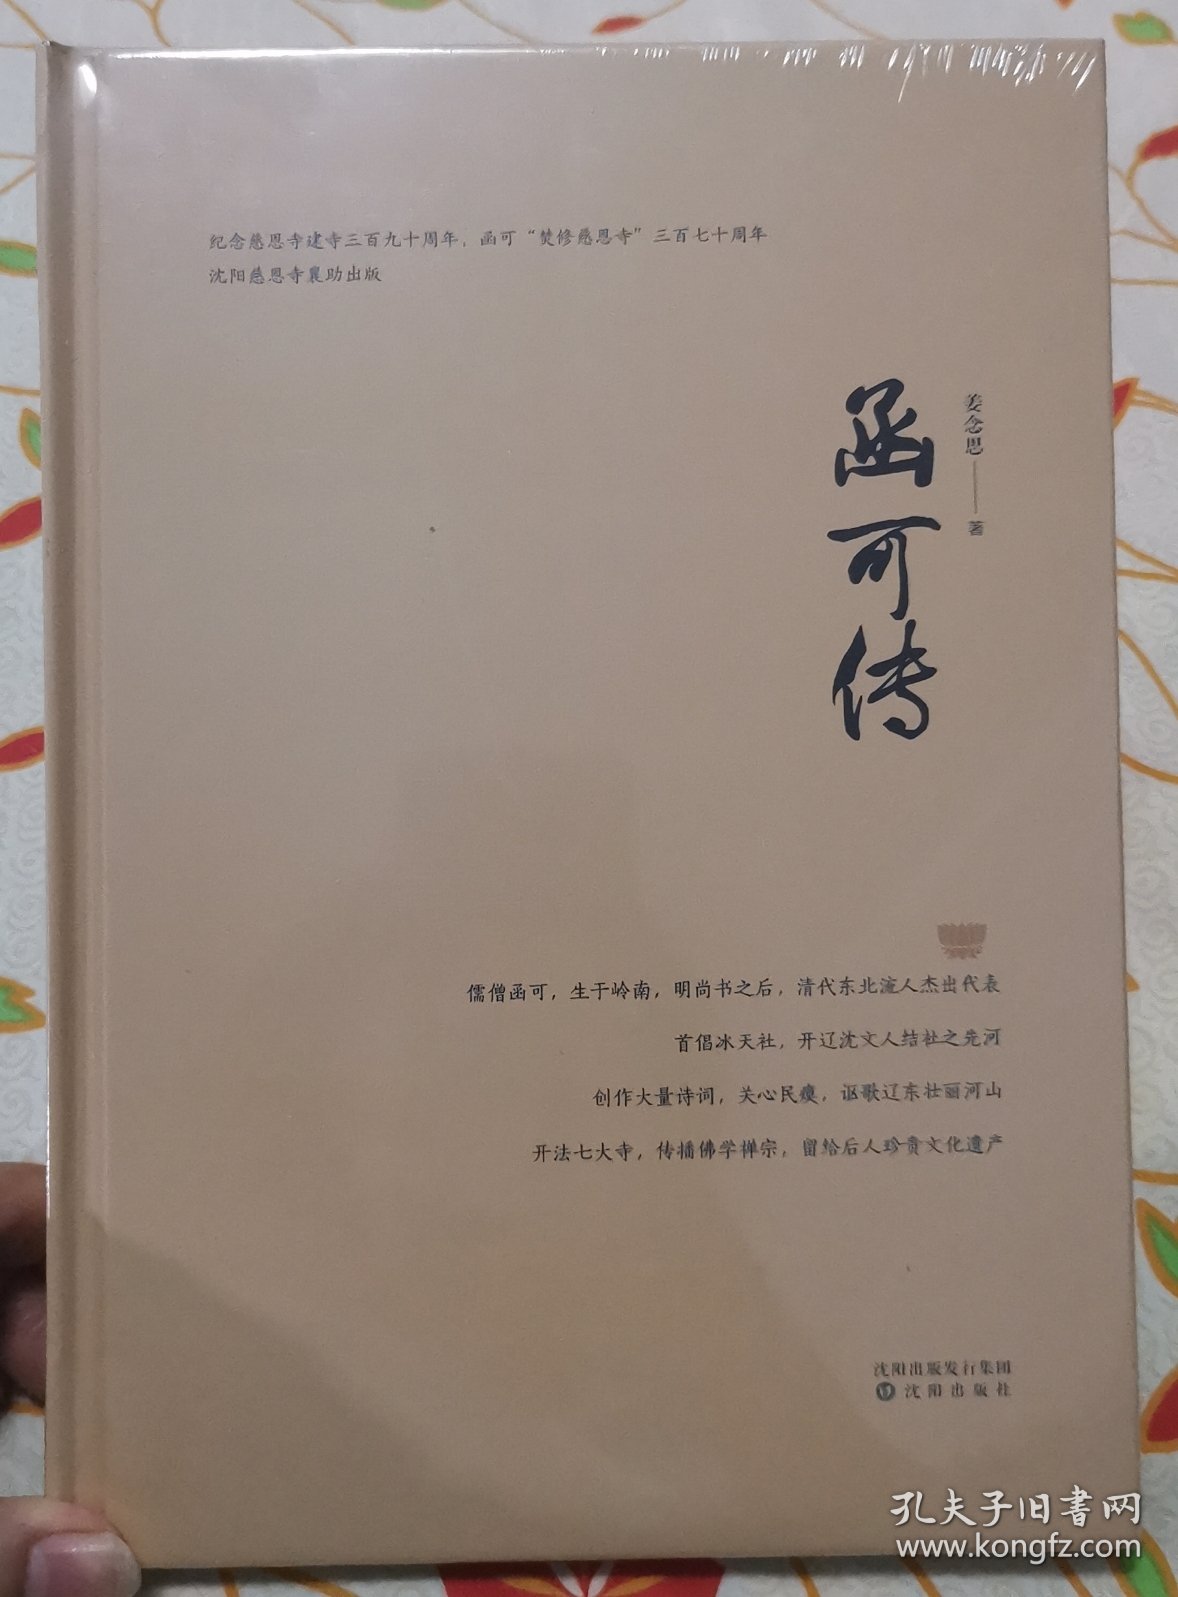 纪念慈恩寺建寺三百九十周年，函可“焚修慈恩寺”三百七十周年
沈阳慈恩寺襄助出版
函可传
姜念思——著
儒僧函可，生于岭南，明尚书之后，清代东北流人杰出代表
首倡冰天社，开辽沈文人结社之先河
创作大量诗词，关心民瘼，讴歌辽东壮丽河山
开法七大寺，传播佛学禅宗，留给后人珍贵文化遗产
沈阳出版发行集团
沈阳出版社
孔夫子旧書网
www.kongfz.com